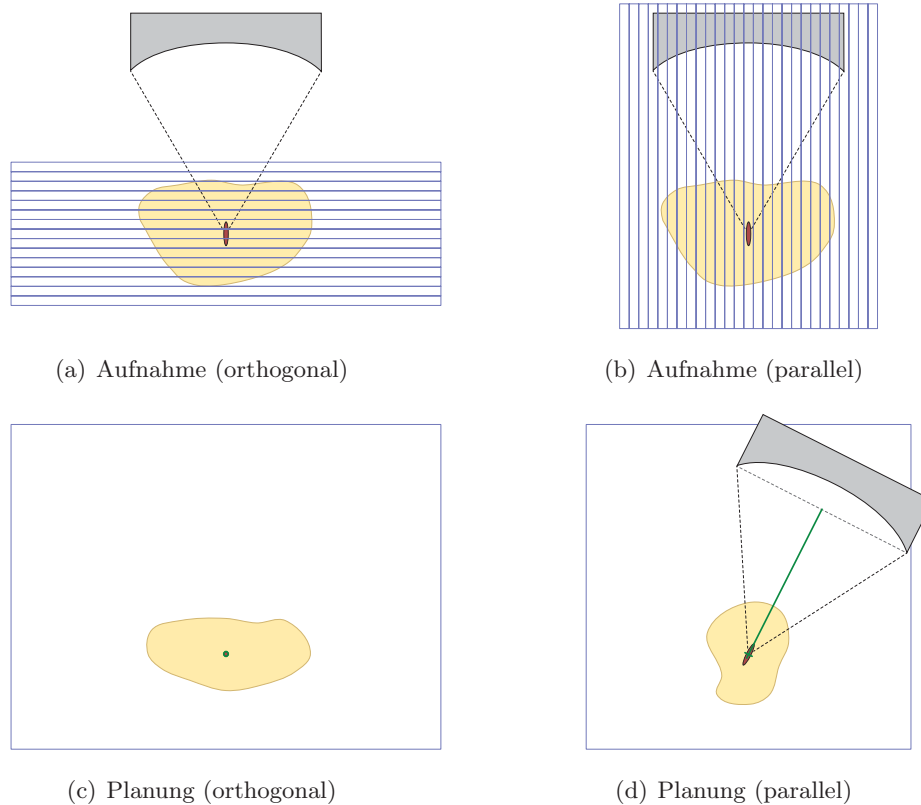 (a) Aufnahme (orthogonal)
(b) Aufnahme (parallel)
(c) Planung (orthogonal)
(d) Planung (parallel)